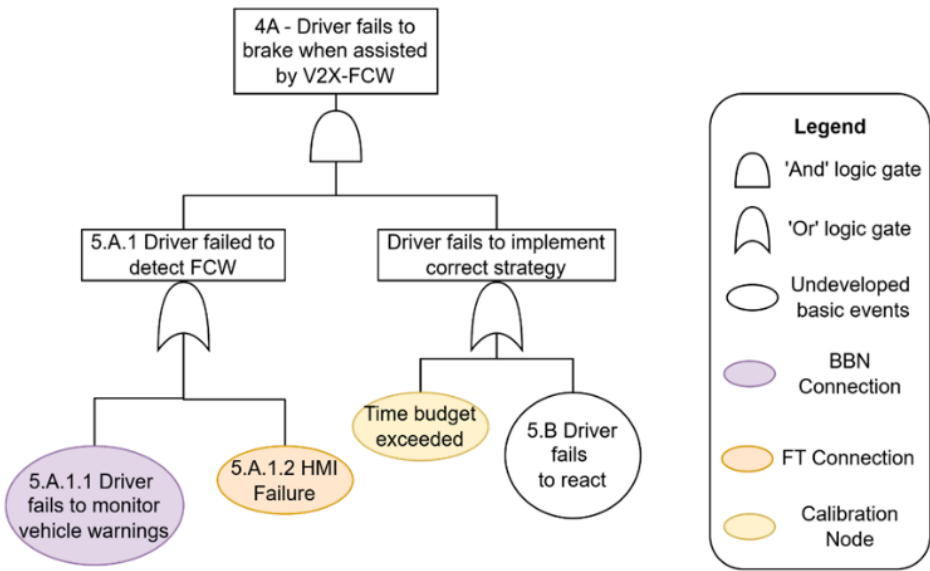 4A - Driver fails to
brake when assisted
by V2X-FCW
5.A.1 Driver failed to
detect FCW
Driver fails to implement
correct strategy
Time budget
exceeded
5.B Driver
fails
to react
5.A.1.1 Driver
fails to monitor
vehicle warnings
5.A.1.2 HMI
Failure
Legend
'And' logic gate
'Or' logic gate
Undeveloped
basic events
BBN
Connection
FT Connection
Calibration
Node